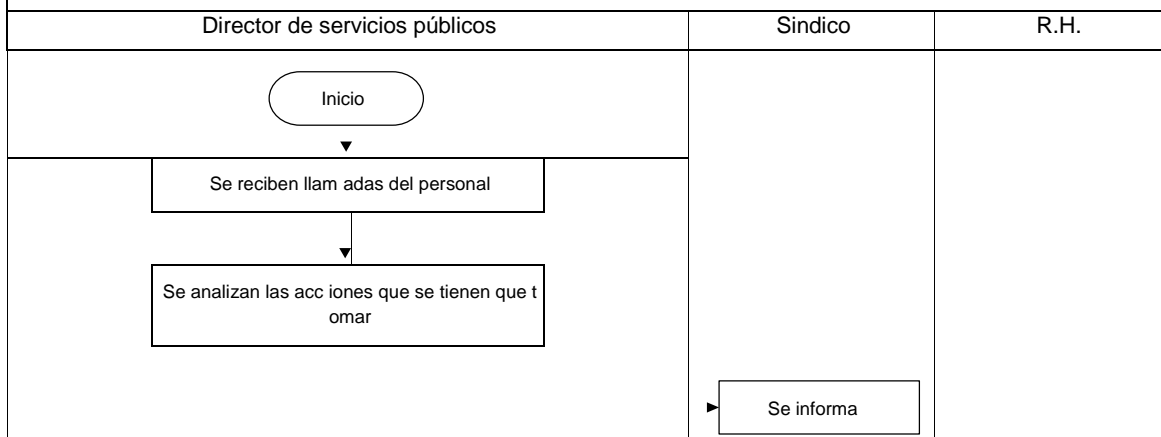 Director de servicios públicos
Sindico
R.H.
Inicio
Se reciben llam adas del personal
Se analizan las acc iones que se tienen que t
omar
Se informa